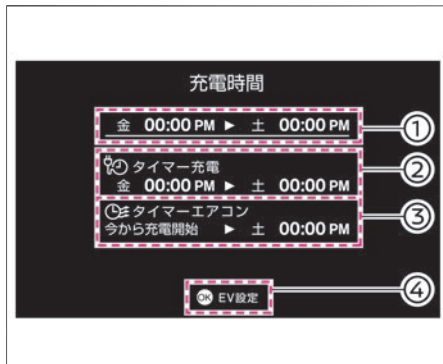 充電時間
金 00:00 PM ▶ 土 00:00 PM
①
タイマー充電
金 00:00 PM ▶ 土 00:00 PM
②
タイマーエアコン
今から充電開始 ▶ 土 00:00 PM
③
OK EV設定
④